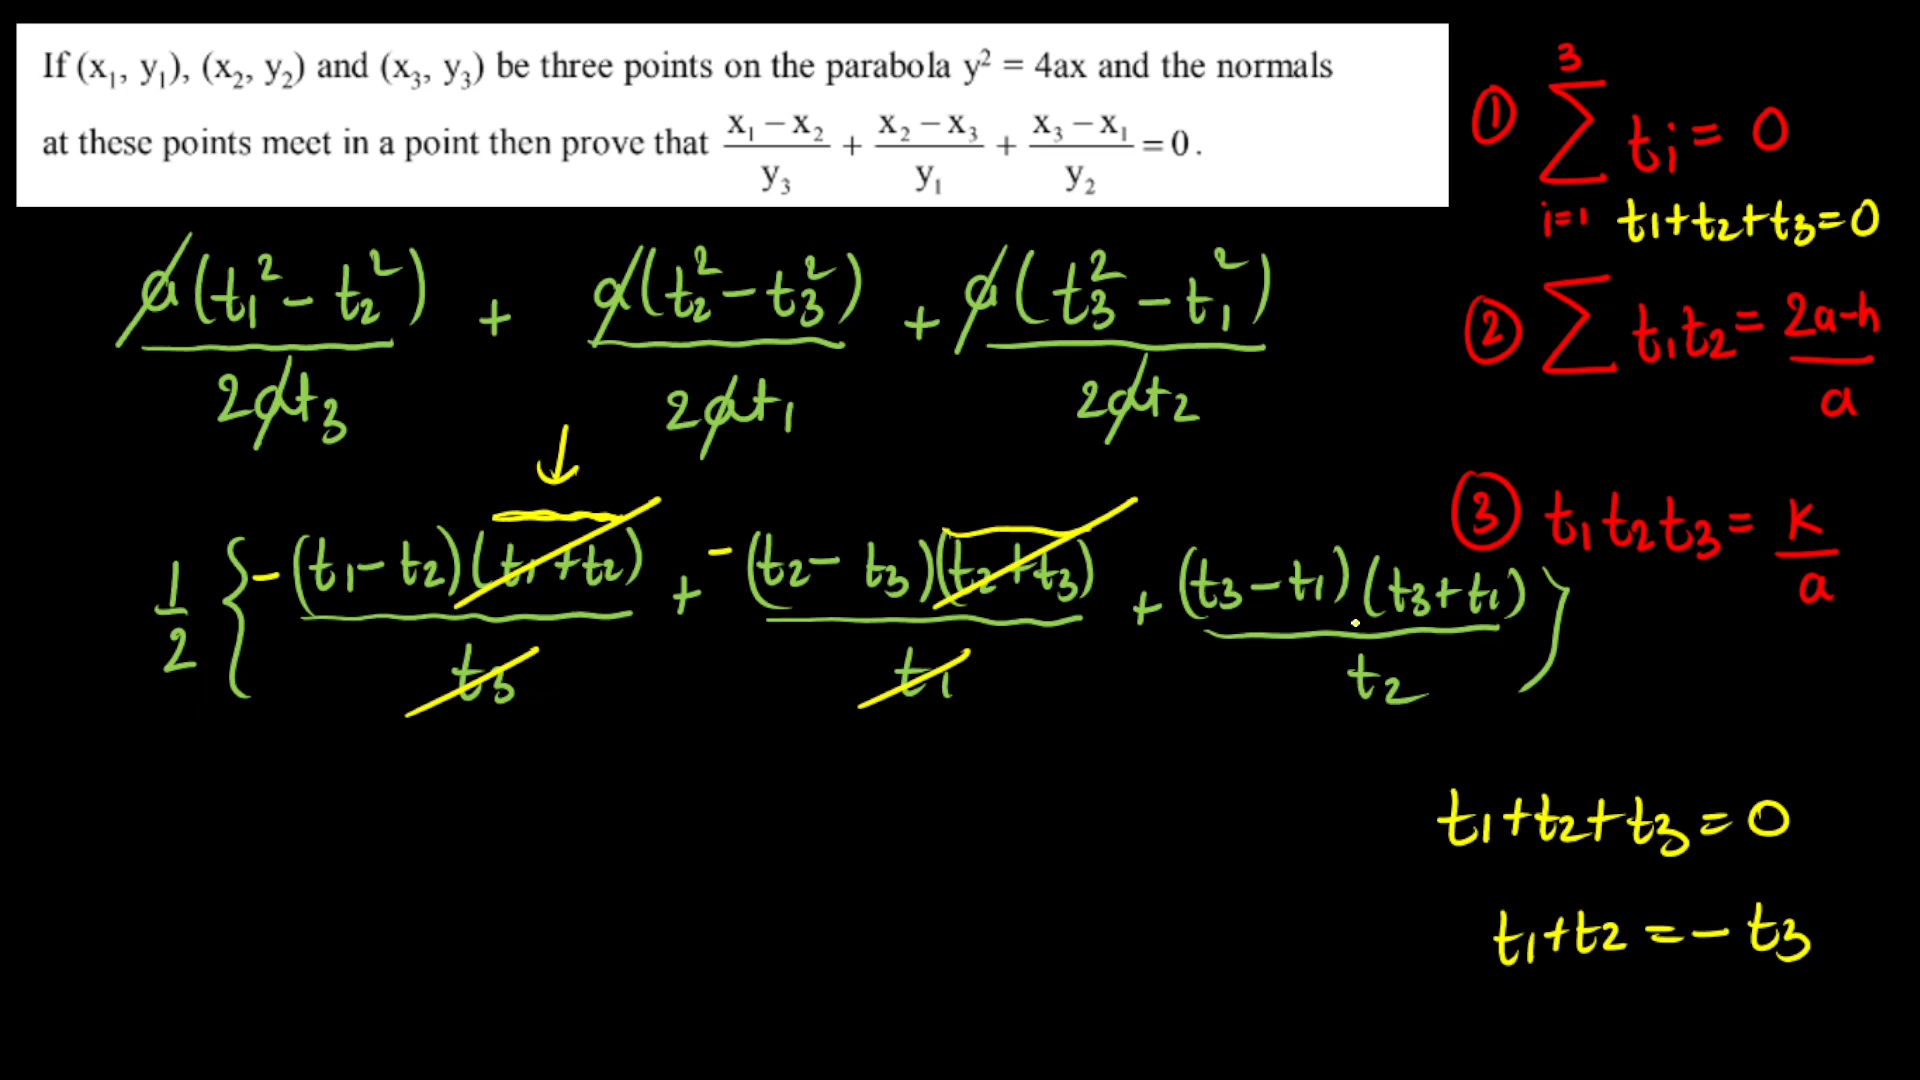 If (x₁, y₁), (x₂, y₂) and (x₃, y₃) be three points on the parabola y² = 4ax and the normals
at these points meet in a point then prove that (x₁ − x₂)/y₃ + (x₂ − x₃)/y₁ + (x₃ − x₁)/y₂ = 0.
① ∑_{i=1}^{3} tᵢ = 0
t₁+t₂+t₃=0
② ∑ t₁t₂ = (2a-h)/a
③ t₁t₂t₃ = k/a
a(t₁² - t₂²)/2at₃ + a(t₂² - t₃²)/2at₁ + a(t₃² - t₁²)/2at₂
1/2 { -(t₁-t₂)(t₁+t₂)/t₃ + -(t₂-t₃)(t₂+t₃)/t₁ + (t₃-t₁)(t₃+t₁)/t₂ }
t₁+t₂+t₃=0
t₁+t₂=-t₃